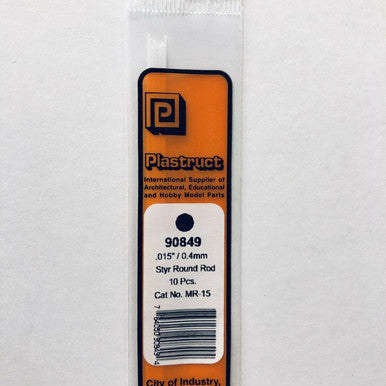 P
Plastruct
International Supplier of
Architectural, Educational
and Hobby Model Parts
90849
.015" / 0.4mm
Styr Round Rod
10 Pcs.
Cat No. MR-15
City of Industry,